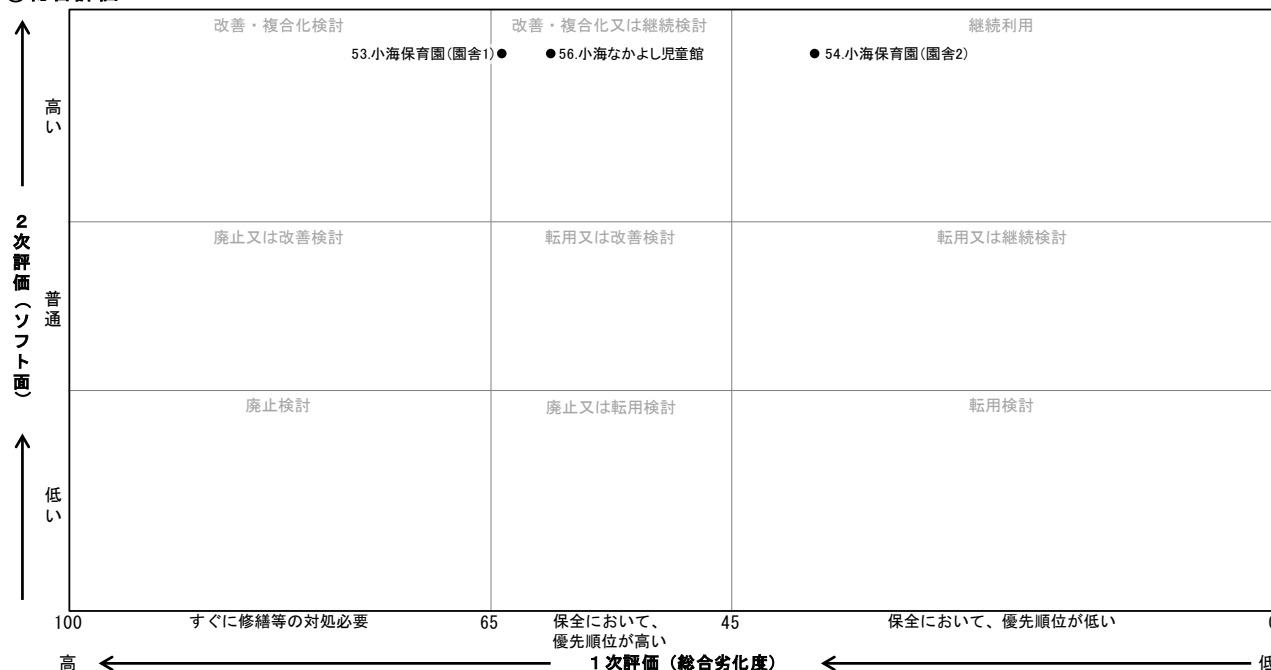 改善・複合化検討
改善・複合化又は継続検討
継続利用
53.小海保育園(園舎1)
56.小海なかよし児童館
54.小海保育園(園舎2)
高い
廃止又は改善検討
転用又は改善検討
転用又は継続検討
2次評価(ソフト面)
普通
廃止検討
廃止又は転用検討
転用検討
低い
100
すぐに修繕等の対処必要
65
保全において、
優先順位が高い
45
保全において、優先順位が低い
高
1次評価(総合劣化度)
低